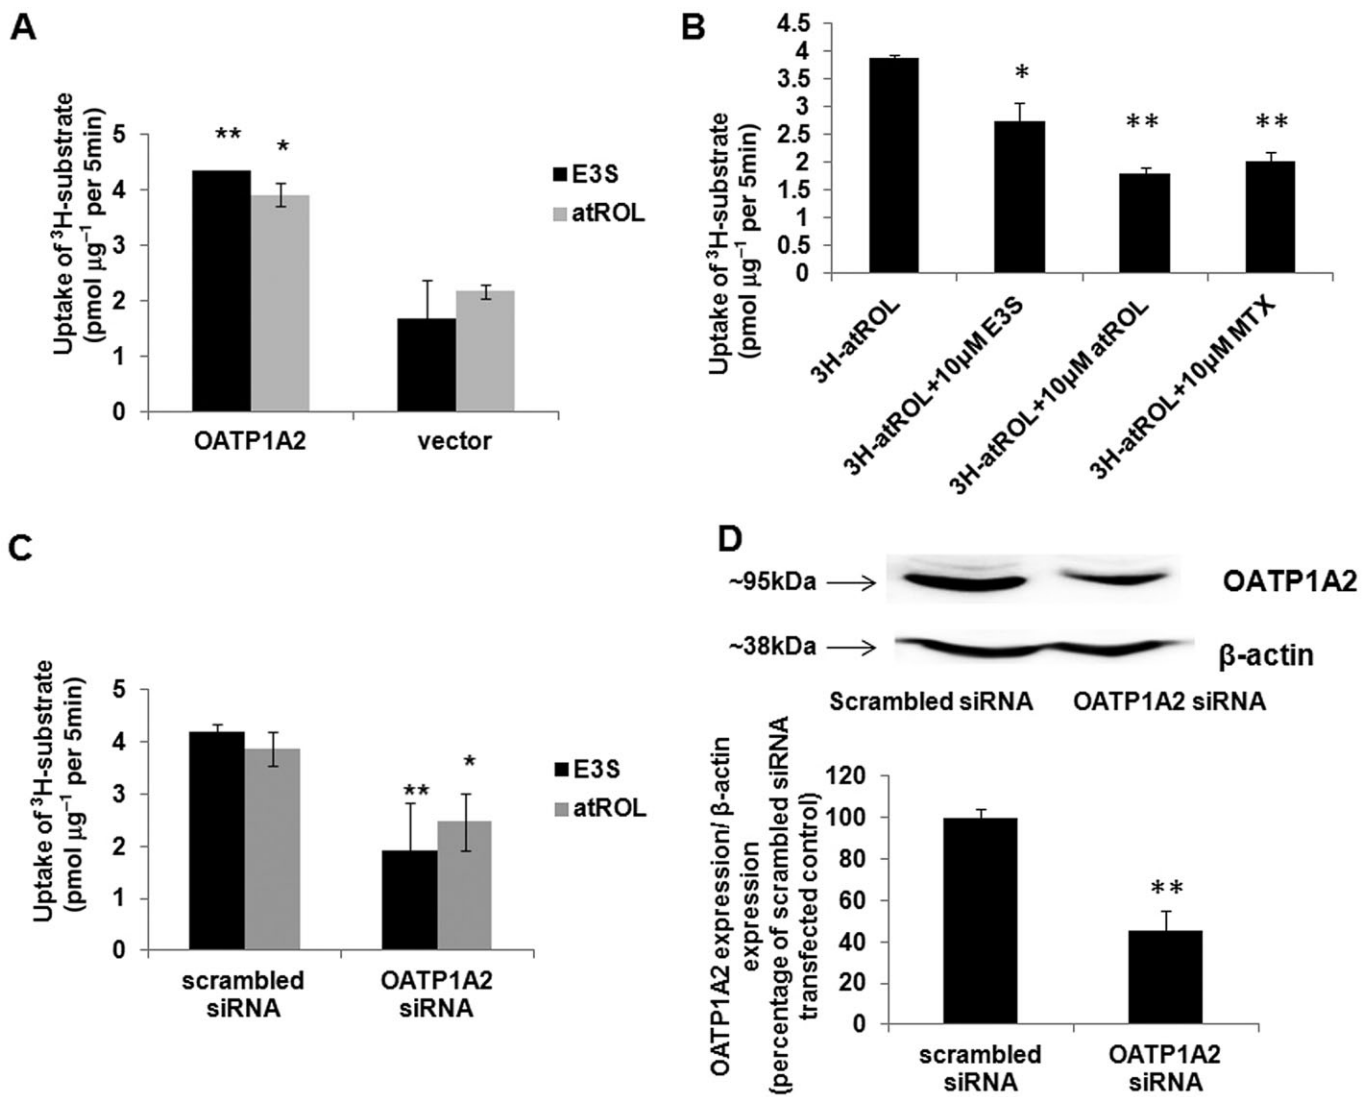 A
Uptake of ³H-substrate
(pmol µg⁻¹ per 5min)
5
4
3
2
1
0
**
*
E3S
atROL
OATP1A2
vector
B
Uptake of ³H-substrate
(pmol µg⁻¹ per 5min)
4.5
4
3.5
3
2.5
2
1.5
1
0.5
0
*
**
**
3H-atROL
3H-atROL+10µM E3S
3H-atROL+10µM atROL
3H-atROL+10µM MTX
C
Uptake of ³H-substrate
(pmol µg⁻¹ per 5min)
5
4
3
2
1
0
**
*
E3S
atROL
scrambled
siRNA
OATP1A2
siRNA
D
~95kDa
OATP1A2
~38kDa
β-actin
Scrambled siRNA
OATP1A2 siRNA
OATP1A2 expression/ β-actin
expression
(percentage of scrambled siRNA
transfected control)
120
100
80
60
40
20
0
**
scrambled
siRNA
OATP1A2
siRNA